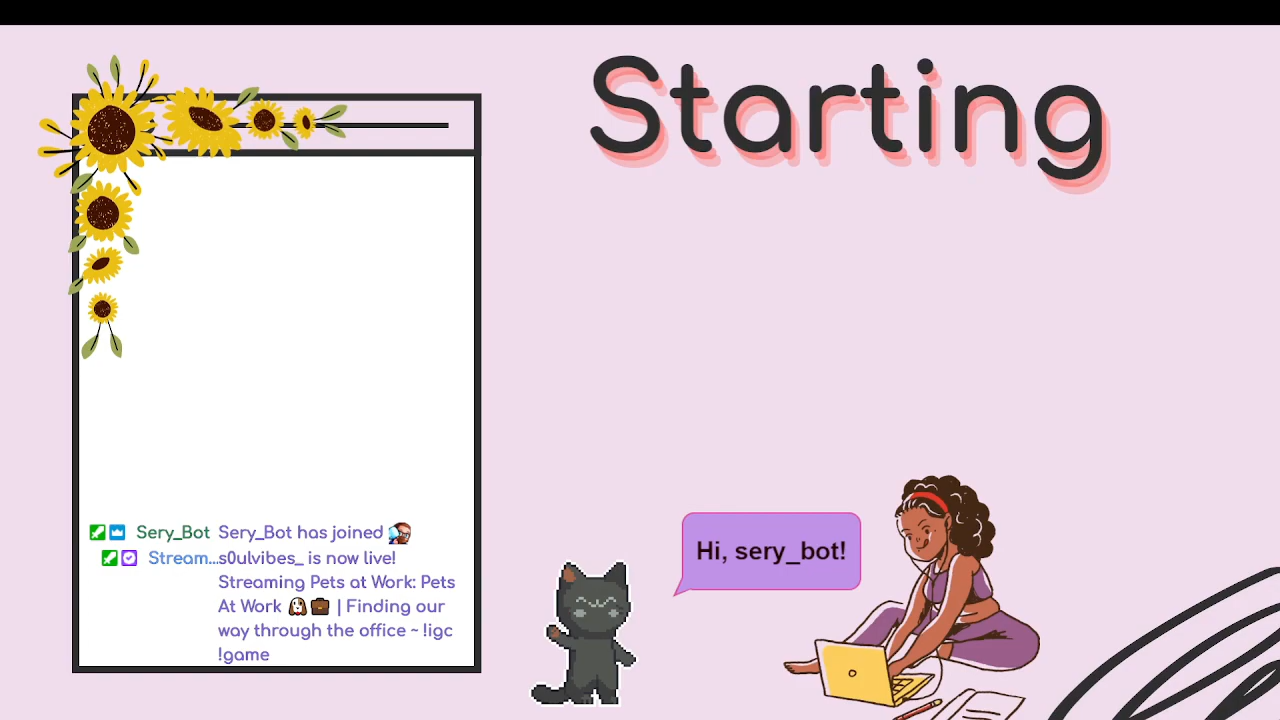 Starting
Sery_Bot Sery_Bot has joined
Stream... s0ulvibes_ is now live!
Streaming Pets at Work: Pets
At Work | Finding our
way through the office ~ !igc
!game
Hi, sery_bot!